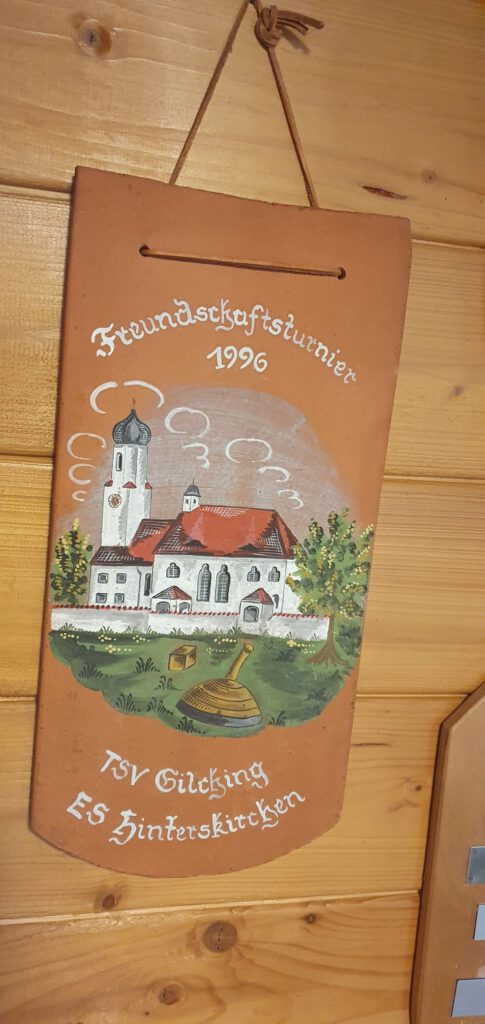 Freundschaftsturnier
1996
TSV Gilching
ES Hinterskirchen